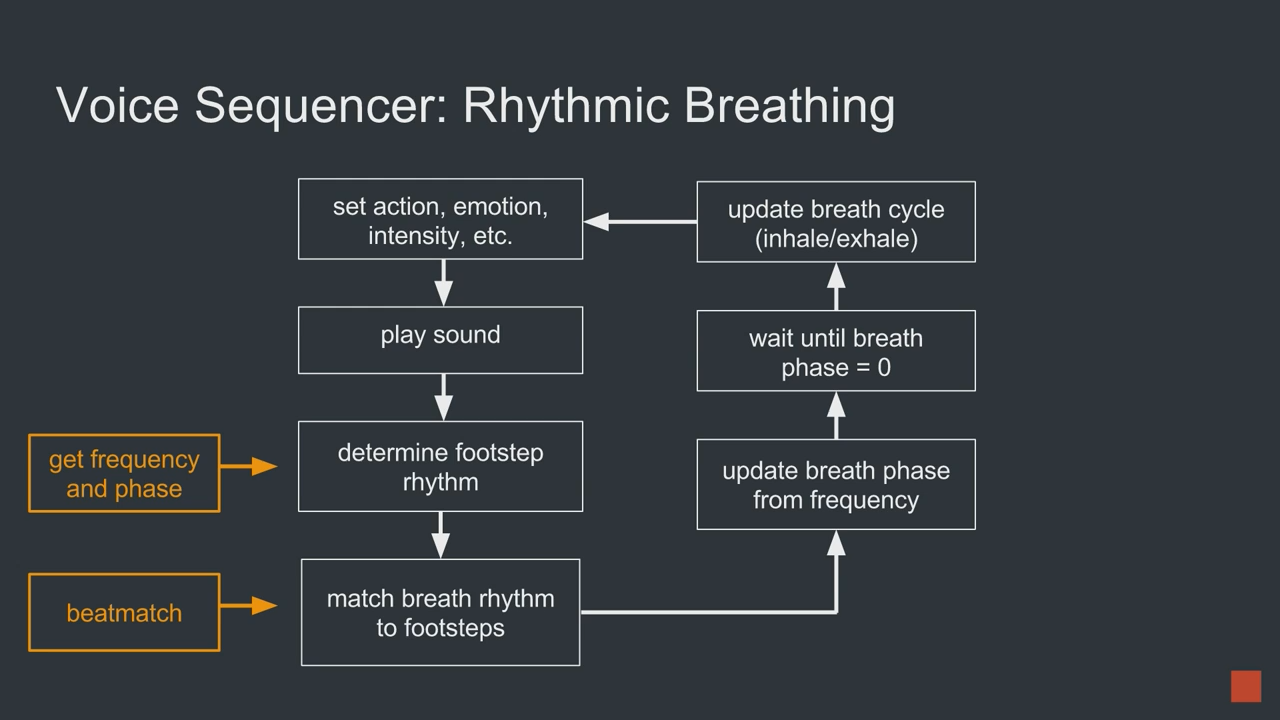 Voice Sequencer: Rhythmic Breathing
set action, emotion,
intensity, etc.
play sound
determine footstep
rhythm
match breath rhythm
to footsteps
get frequency
and phase
beatmatch
update breath cycle
(inhale/exhale)
wait until breath
phase = 0
update breath phase
from frequency